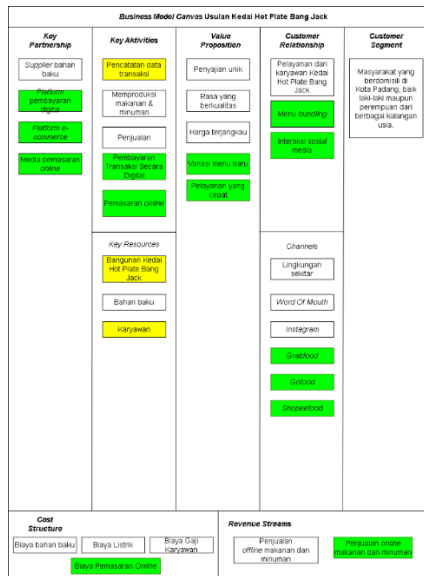 Business Model Canvas Usulan Kedai Hot Plate Bang Jack
Key
Partnership
Supplier bahan
baku
Platform
pembayaran
digital
Platform e-
commerce
Media pemasaran
online
Key Aktivities
Pencatatan data
transaksi
Memproduksi
makanan &
minuman
Penjualan
Pembayaran
Transaksi Secara
Digital
Pemasaran online
Key Resources
Bangunan Kedai
Hot Plate Bang
Jack
Bahan baku
Karyawan
Value
Proposition
Penyajian unik
Rasa yang
berkualitas
Harga terjangkau
Variasi menu baru
Pelayanan yang
cepat
Customer
Relationship
Pelayanan dari
karyawan Kedai
Hot Plate Bang
Jack
Menu bundling
Interaksi sosial
media
Channels
Lingkungan
sekitar
Word Of Mouth
Instagram
Grabfood
Gofood
Shopeefood
Customer
Segment
Masyarakat yang
berdomisili di
Kota Padang, baik
laki-laki maupun
perempuan dari
berbagai kalangan
usia.
Cost
Structure
Biaya bahan baku
Biaya Listrik
Biaya Gaji
Karyawan
Biaya Pemasaran Online
Revenue Streams
Penjualan
offline makanan dan
minuman
Penjualan online
makanan dan minuman